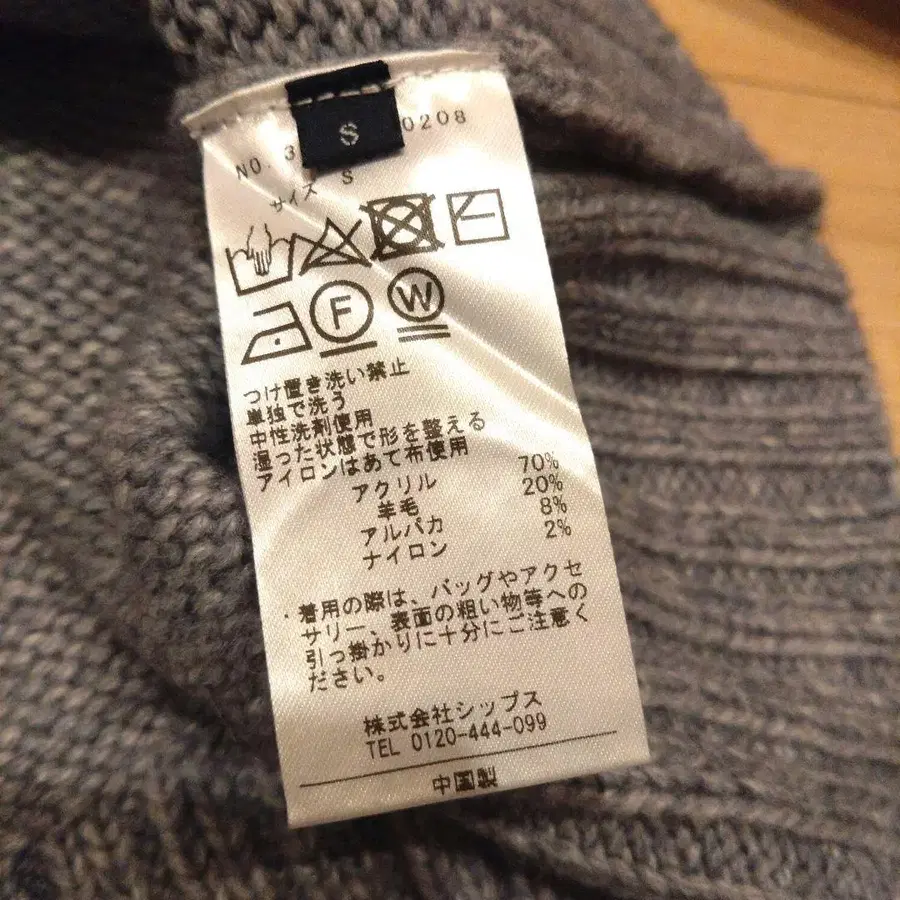 S
NO. 3 0208
サイズ S
F W
つけ置き洗い禁止
単独で洗う
中性洗剤使用
湿った状態で形を整える
アイロンはあて布使用
アクリル 70%
羊毛 20%
アルパカ 8%
ナイロン 2%
・着用の際は、バッグやアクセ
サリー、表面の粗い物等への
引っ掛かりに十分にご注意く
ださい。
株式会社シップス
TEL 0120-444-099
中国製